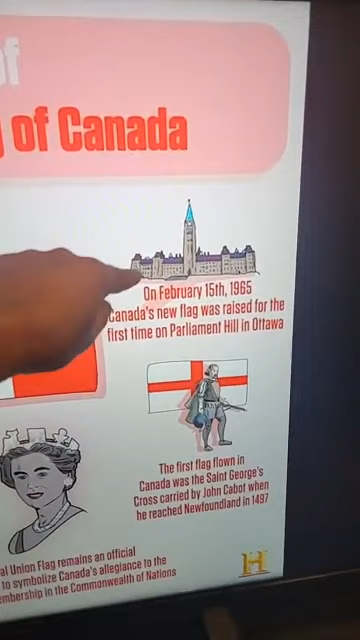 of
of Canada
On February 15th, 1965
Canada's new flag was raised for the
first time on Parliament Hill in Ottawa
The first flag flown in
Canada was the Saint George's
Cross carried by John Cabot when
he reached Newfoundland in 1497
Union Flag remains an official
to symbolize Canada's allegiance to the
in the Commonwealth of Nations
H